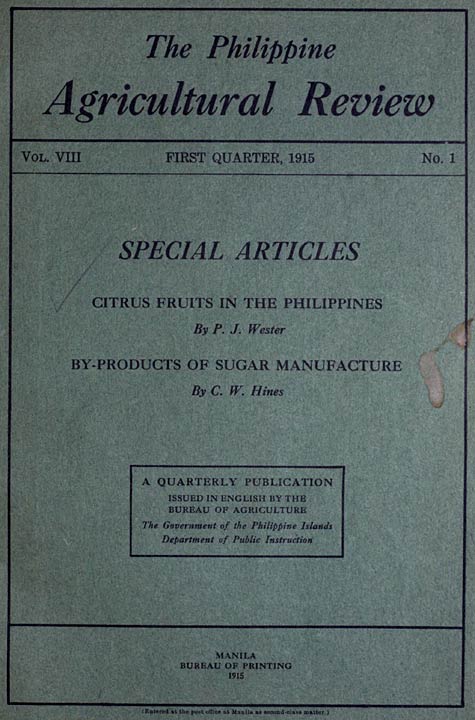 The Philippine
Agricultural Review
VOL. VIII FIRST QUARTER, 1915 No. 1
SPECIAL ARTICLES
CITRUS FRUITS IN THE PHILIPPINES
By P. J. Wester
BY-PRODUCTS OF SUGAR MANUFACTURE
By C. W. Hines
A QUARTERLY PUBLICATION
ISSUED IN ENGLISH BY THE
BUREAU OF AGRICULTURE
The Government of the Philippine Islands
Department of Public Instruction
MANILA
BUREAU OF PRINTING
1915
(Entered at the post office at Manila as second-class matter.)